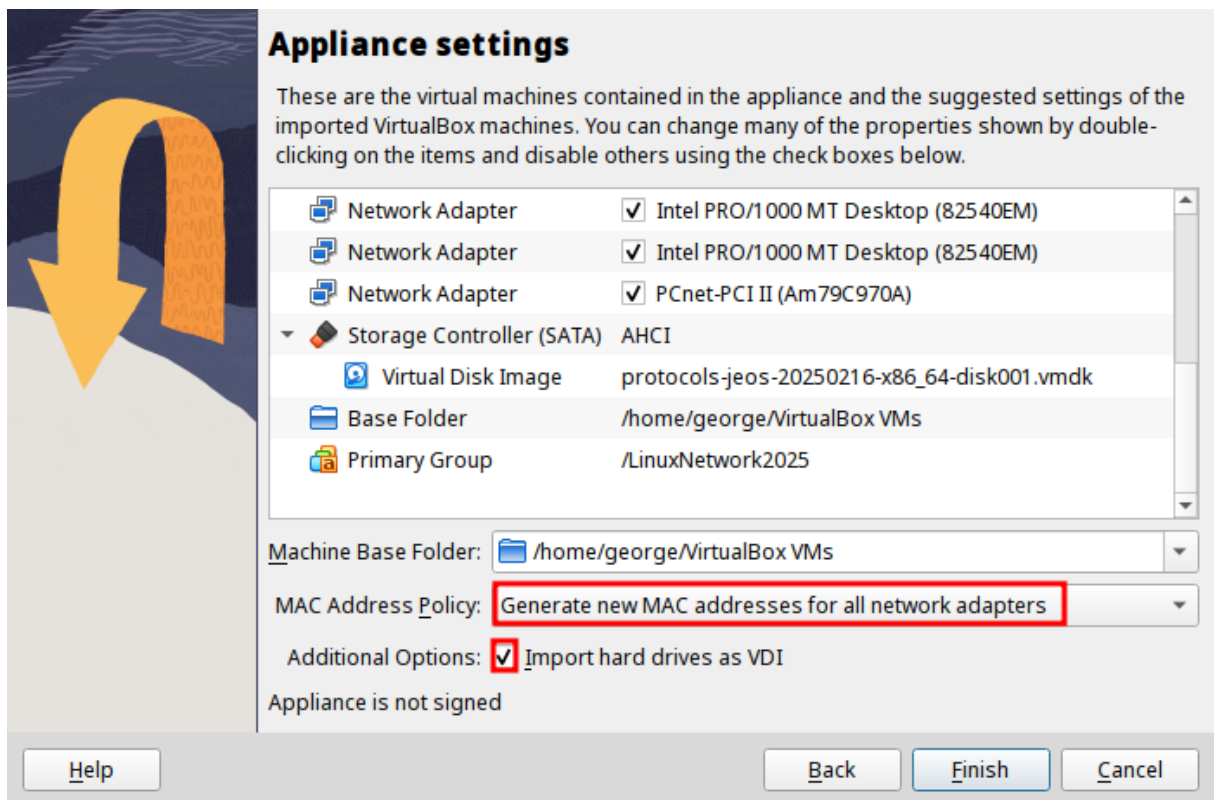 Appliance settings
These are the virtual machines contained in the appliance and the suggested settings of the
imported VirtualBox machines. You can change many of the properties shown by double-
clicking on the items and disable others using the check boxes below.
Network Adapter Intel PRO/1000 MT Desktop (82540EM)
Network Adapter Intel PRO/1000 MT Desktop (82540EM)
Network Adapter PCnet-PCI II (Am79C970A)
Storage Controller (SATA) AHCI
Virtual Disk Image protocols-jeos-20250216-x86_64-disk001.vmdk
Base Folder /home/george/VirtualBox VMs
Primary Group /LinuxNetwork2025
Machine Base Folder: /home/george/VirtualBox VMs
MAC Address Policy: Generate new MAC addresses for all network adapters
Additional Options: Import hard drives as VDI
Appliance is not signed
Help Back Finish Cancel